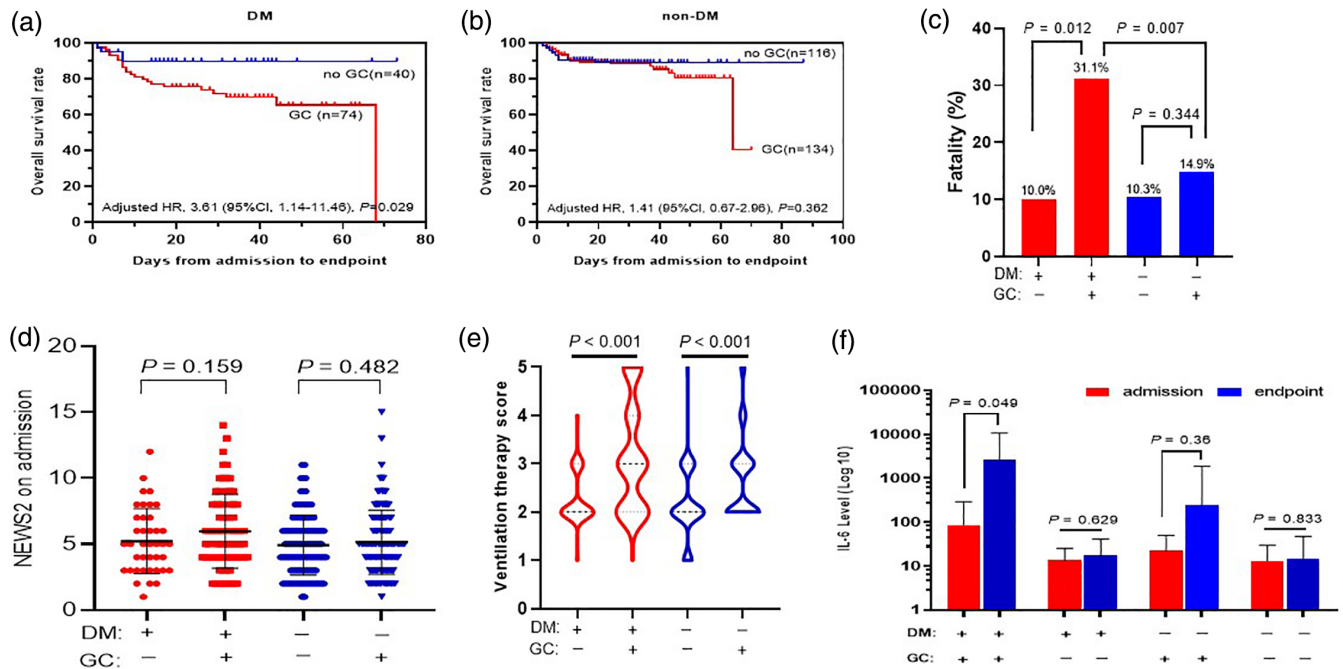 (a)
DM
100
80
60
40
20
0
Overall survival rate
no GC(n=40)
GC (n=74)
Adjusted HR, 3.61 (95%CI, 1.14-11.46), P=0.029
0 20 40 60 80
Days from admission to endpoint
(b)
non-DM
100
80
60
40
20
0
Overall survival rate
no GC(n=116)
GC(n=134)
Adjusted HR, 1.41 (95%CI, 0.67-2.96), P=0.362
0 20 40 60 80 100
Days from admission to endpoint
(c)
40
30
20
10
0
Fatality (%)
P = 0.012
P = 0.007
31.1%
P = 0.344
14.9%
10.0%
10.3%
DM: + + − −
GC: − + − +
(d)
20
15
10
5
0
NEWS2 on admission
P = 0.159
P = 0.482
DM: + + − −
GC: − + − +
(e)
P < 0.001
P < 0.001
5
4
3
2
1
0
Ventilation therapy score
DM: + + − −
GC: − + − +
(f)
100000
10000
1000
100
10
1
IL-6 Level (Log 10)
admission
endpoint
P = 0.049
P = 0.36
P = 0.629
P = 0.833
DM: + + + + − − − −
GC: + + − − + + − −